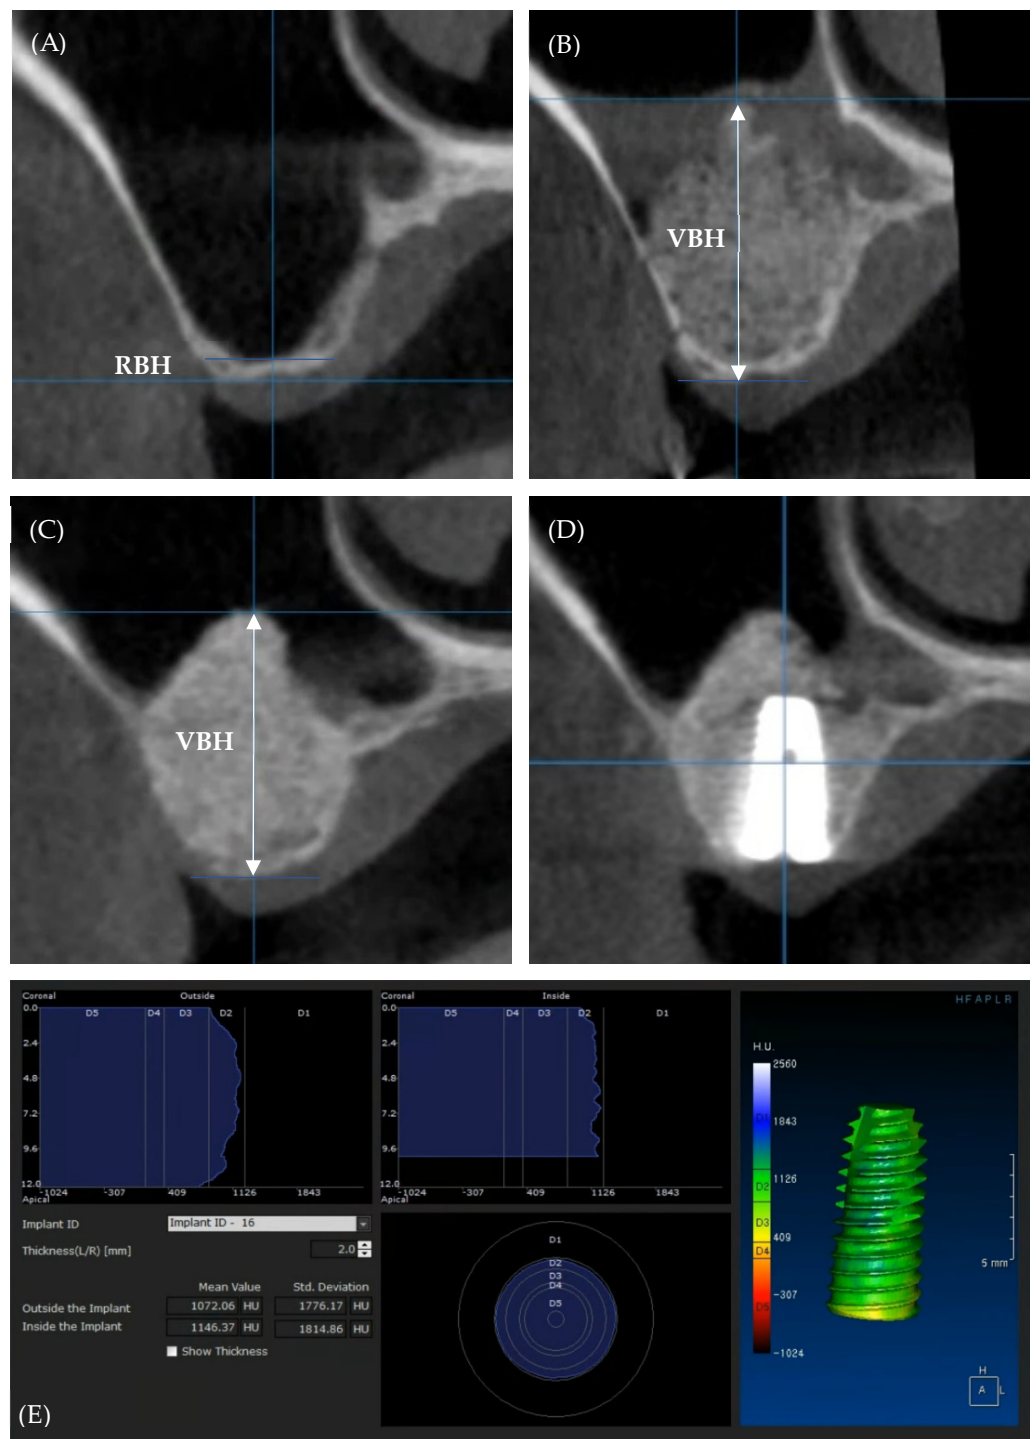 (A)
RBH
(B)
VBH
(C)
VBH
(D)
Coronal Outside
0.0 D5 D4 D3 D2 D1
2.4
4.8
7.2
9.6
12.0
-1024 -307 409 1126 1843
Apical
Coronal Inside
0.0 D5 D4 D3 D2 D1
2.4
4.8
7.2
9.6
12.0
-1024 -307 409 1126 1843
Apical
HFAPLR
H.U.
2560
D1 1843
1126
D2
D3
409
D4
-307
D5
-1024
5 mm
H
A L
Implant ID Implant ID - 16
Thickness(L/R) [mm] 2.0
Mean Value Std. Deviation
Outside the Implant 1072.06 HU 1776.17 HU
Inside the Implant 1146.37 HU 1814.86 HU
Show Thickness
D1
D2
D3
D4
D5
(E)